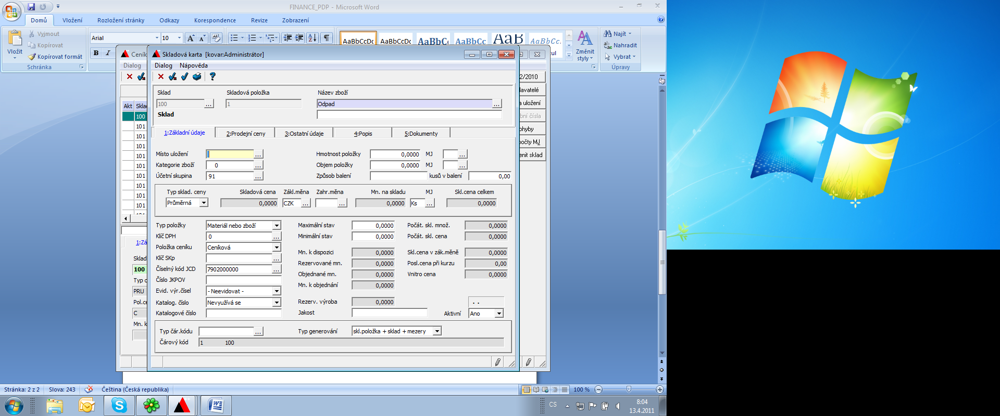 FINANCE_PDP - Microsoft Word
Domů Vložení Rozložení stránky Odkazy Korespondence Revize Zobrazení
Vložit
Vyjmout
Kopírovat
Kopírovat formát
Schránka
Arial 10
B I
AaBbCcDc AaBbCcDc AaBbC AaBbCc AaB AaBbCc.
Změnit styly
Najít
Nahradit
Vybrat
Úpravy
Ceník
Dialog
Skladová karta [kovar:Administrátor]
Dialog Nápověda
Sklad Skladová položka Název zboží
100 ... 1 Odpad ...
Sklad
1:Základní údaje 2:Prodejní ceny 3:Ostatní údaje 4:Popis 5:Dokumenty
Místo uložení ... Hmotnost položky 0,0000 MJ ...
Kategorie zboží 0 ... Objem položky 0,0000 MJ ...
Účetní skupina 91 ... Způsob balení kusů v balení 0,00
Typ sklad. ceny Skladová cena Zákl.měna Zahr.měna Mn. na skladu MJ Skl.cena celkem
Průměrná 0,0000 CZK ... ... 0,0000 Ks ... 0,0000
Typ položky Materiál nebo zboží Maximální stav 0,0000 Počát. skl. množ. 0,0000
Klíč DPH 0 ... Minimální stav 0,0000 Počát. skl. cena 0,0000
Položka ceníku Ceníková
Mn. k dispozici 0,0000 Skl.cena v zák.měně 0,0000
Klíč SKp ...
Rezervované mn. 0,0000 Posl.cena při kurzu 0,00
Číselný kód JCD 7902000000 ...
Objednané mn. 0,0000 Vnitro cena 0,0000
Číslo JKPOV
Mn. k objednání 0,0000
Evid. výr.čísel - Neevidovat -
Katalog. číslo Nevyužívá se Rezerv. výroba 0,0000 . .
Katalogové číslo Jakost Aktivní Ano
Typ čár.kódu ... Typ generování skl.položka + sklad + mezery
Čárový kód 1 100
Akt Skla
100
101
101
101
101
101
101
101
101
101
1:Zá
Sklad
100
Typ c
PRU
Pol.ce
C
Mn. k
2/2010
avatelé
a uložení
bní čísla
ohyby
očty MJ
enit sklad
Stránka: 2 z 2 Slova: 243 Čeština (Česká republika) 100 %
CS
8:04
13.4.2011